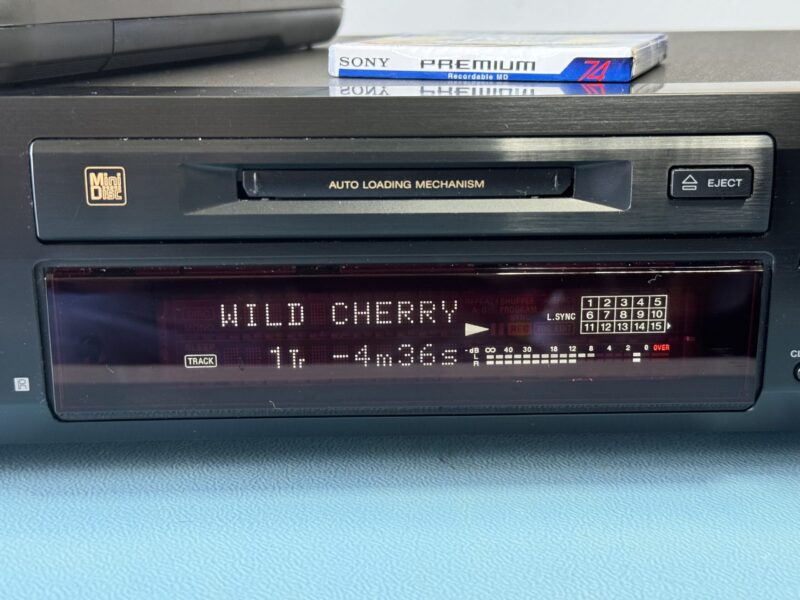 SONY PREMIUM 74
Recordable MD
Mini Disc
AUTO LOADING MECHANISM
EJECT
WILD CHERRY
L.SYNC
1 2 3 4 5
6 7 8 9 10
11 12 13 14 15
REC
TRACK 1Tr -4m36s
-dB ∞ 40 30 18 12 8 4 2 0 OVER
L
R